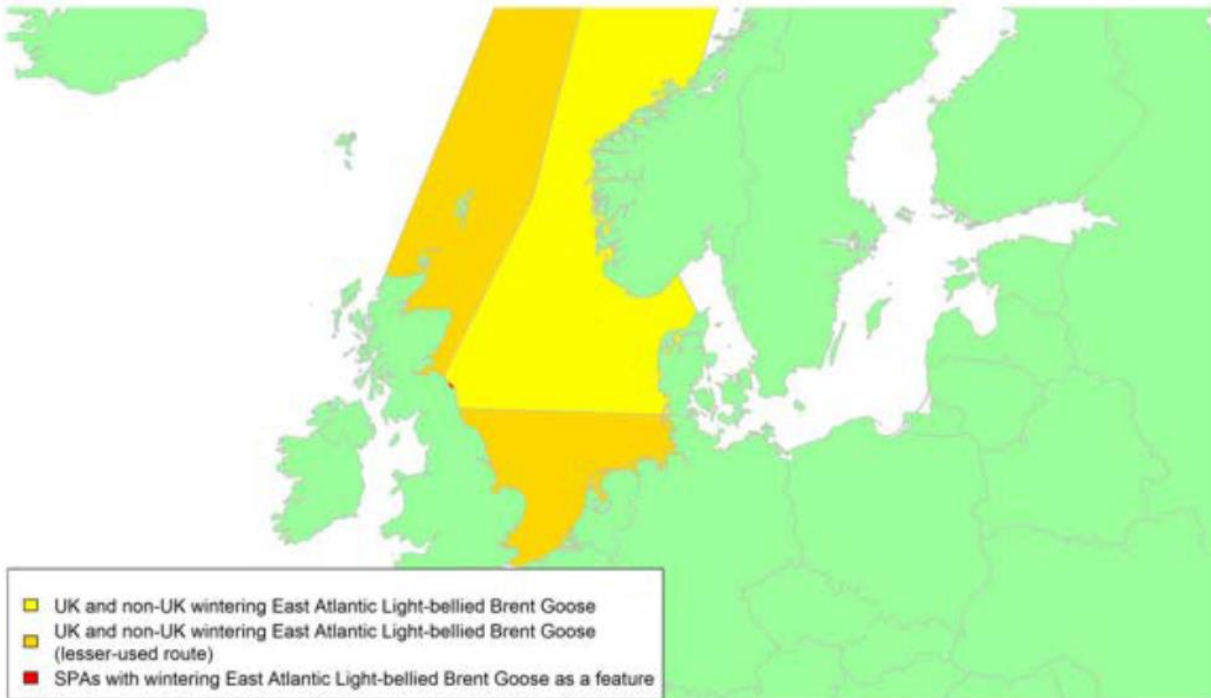 UK and non-UK wintering East Atlantic Light-bellied Brent Goose
UK and non-UK wintering East Atlantic Light-bellied Brent Goose
(lesser-used route)
SPAs with wintering East Atlantic Light-bellied Brent Goose as a feature